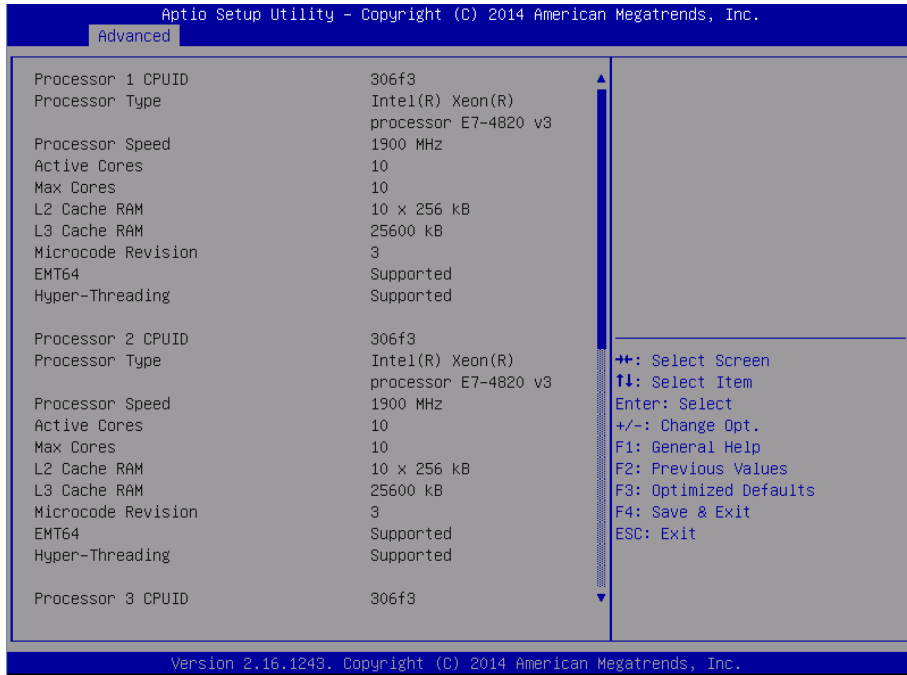 Aptio Setup Utility – Copyright (C) 2014 American Megatrends, Inc.
Advanced
Processor 1 CPUID 306f3
Processor Type Intel(R) Xeon(R)
processor E7-4820 v3
Processor Speed 1900 MHz
Active Cores 10
Max Cores 10
L2 Cache RAM 10 x 256 kB
L3 Cache RAM 25600 kB
Microcode Revision 3
EMT64 Supported
Hyper-Threading Supported
Processor 2 CPUID 306f3
Processor Type Intel(R) Xeon(R)
processor E7-4820 v3
Processor Speed 1900 MHz
Active Cores 10
Max Cores 10
L2 Cache RAM 10 x 256 kB
L3 Cache RAM 25600 kB
Microcode Revision 3
EMT64 Supported
Hyper-Threading Supported
Processor 3 CPUID 306f3
→←: Select Screen
↑↓: Select Item
Enter: Select
+/-: Change Opt.
F1: General Help
F2: Previous Values
F3: Optimized Defaults
F4: Save & Exit
ESC: Exit
Version 2.16.1243. Copyright (C) 2014 American Megatrends, Inc.